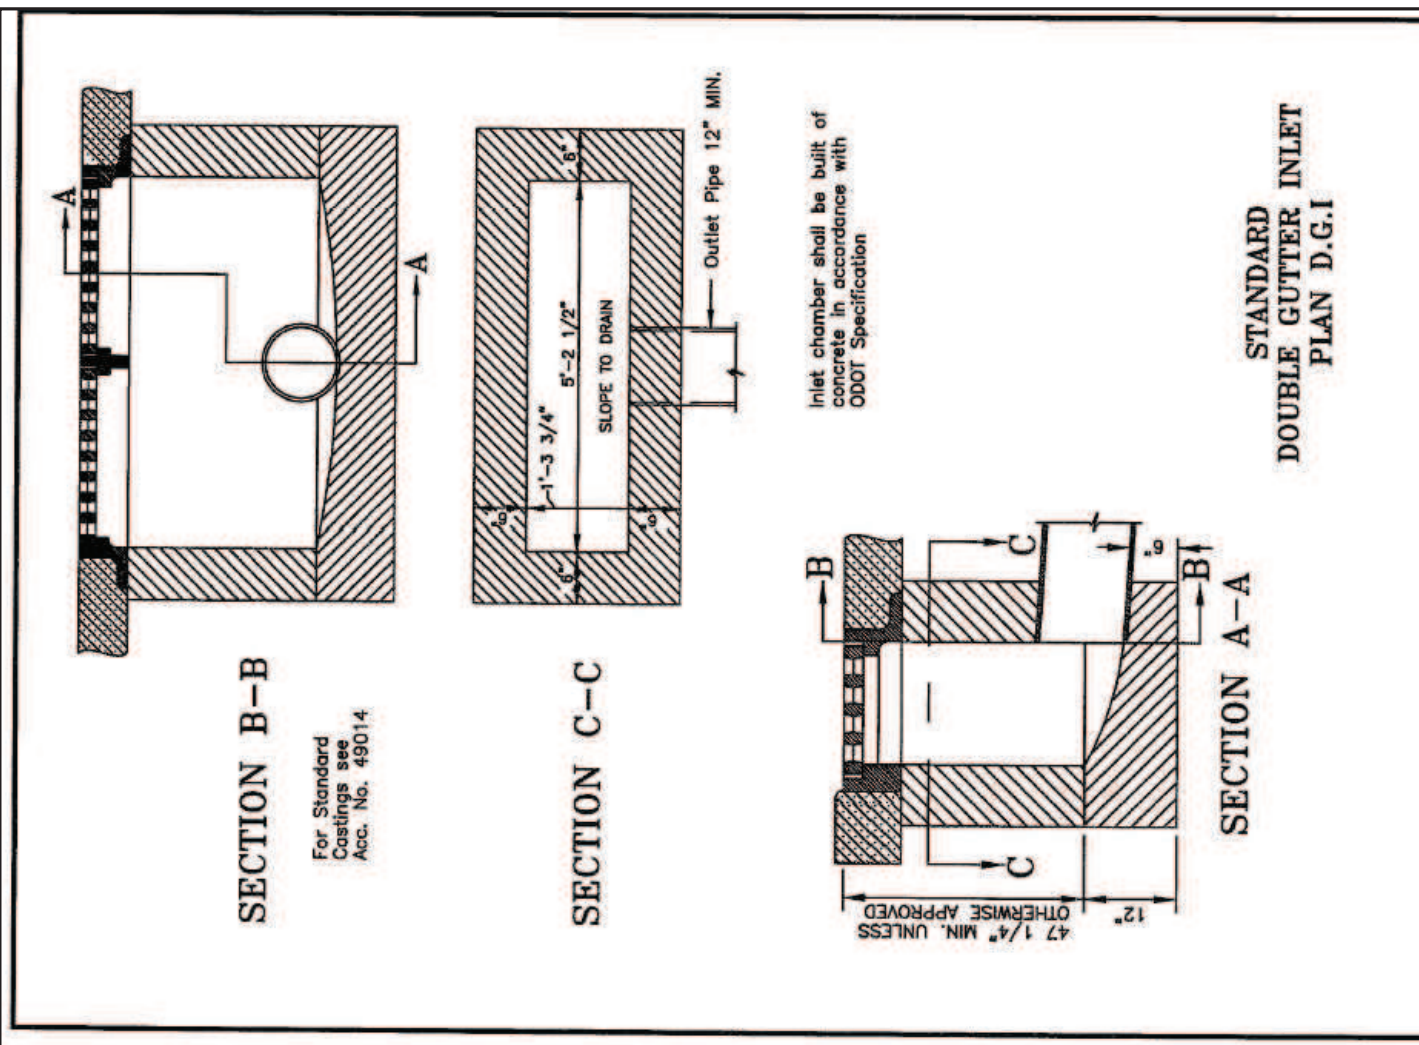 A
A
SECTION B-B
For Standard
Castings see
Acc. No. 49014
6"
6"
1'-3 3/4"
5'-2 1/2"
SLOPE TO DRAIN
6"
6"
Outlet Pipe 12" MIN.
SECTION C-C
Inlet chamber shall be built of
concrete in accordance with
ODOT Specification
B
B
C
C
6"
47 1/4" MIN. UNLESS
OTHERWISE APPROVED
12"
SECTION A-A
STANDARD
DOUBLE GUTTER INLET
PLAN D.G.I